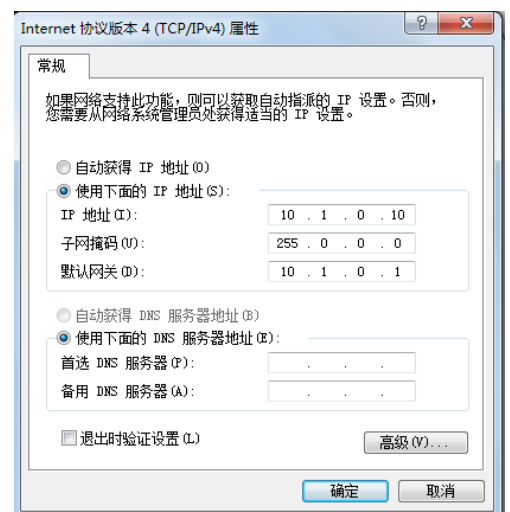 Internet 协议版本 4 (TCP/IPv4) 属性
常规
如果网络支持此功能，则可以获取自动指派的 IP 设置。否则，
您需要从网络系统管理员处获得适当的 IP 设置。
自动获得 IP 地址(O)
使用下面的 IP 地址(S):
IP 地址(I): 10 . 1 . 0 . 10
子网掩码(U): 255 . 0 . 0 . 0
默认网关(D): 10 . 1 . 0 . 1
自动获得 DNS 服务器地址(B)
使用下面的 DNS 服务器地址(E):
首选 DNS 服务器(P): . . .
备用 DNS 服务器(A): . . .
退出时验证设置(L)
高级(V)...
确定 取消